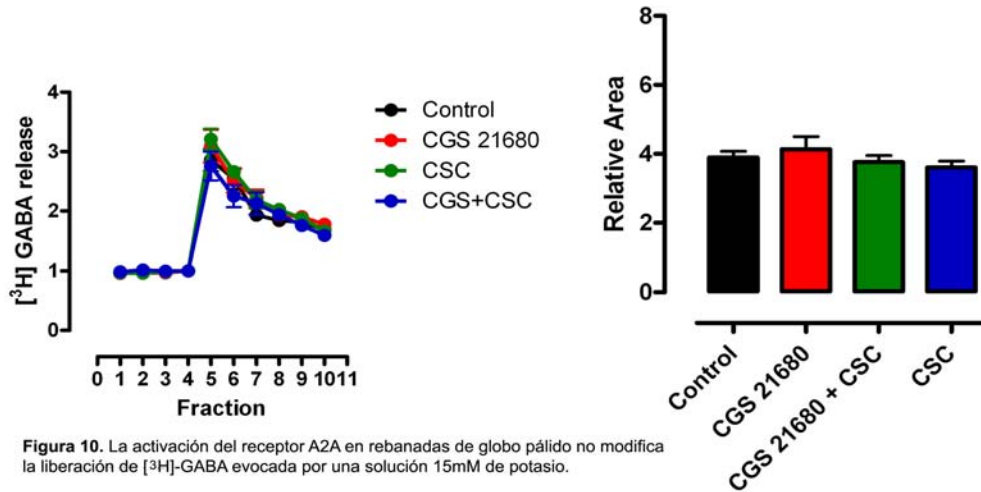 4
3
2
1
0
[³H] GABA release
0 1 2 3 4 5 6 7 8 9 10 11
Fraction
Control
CGS 21680
CSC
CGS+CSC
8
6
4
2
0
Relative Area
Control
CGS 21680
CGS 21680 + CSC
CSC
Figura 10. La activación del receptor A2A en rebanadas de globo pálido no modifica
la liberación de [³H]-GABA evocada por una solución 15mM de potasio.